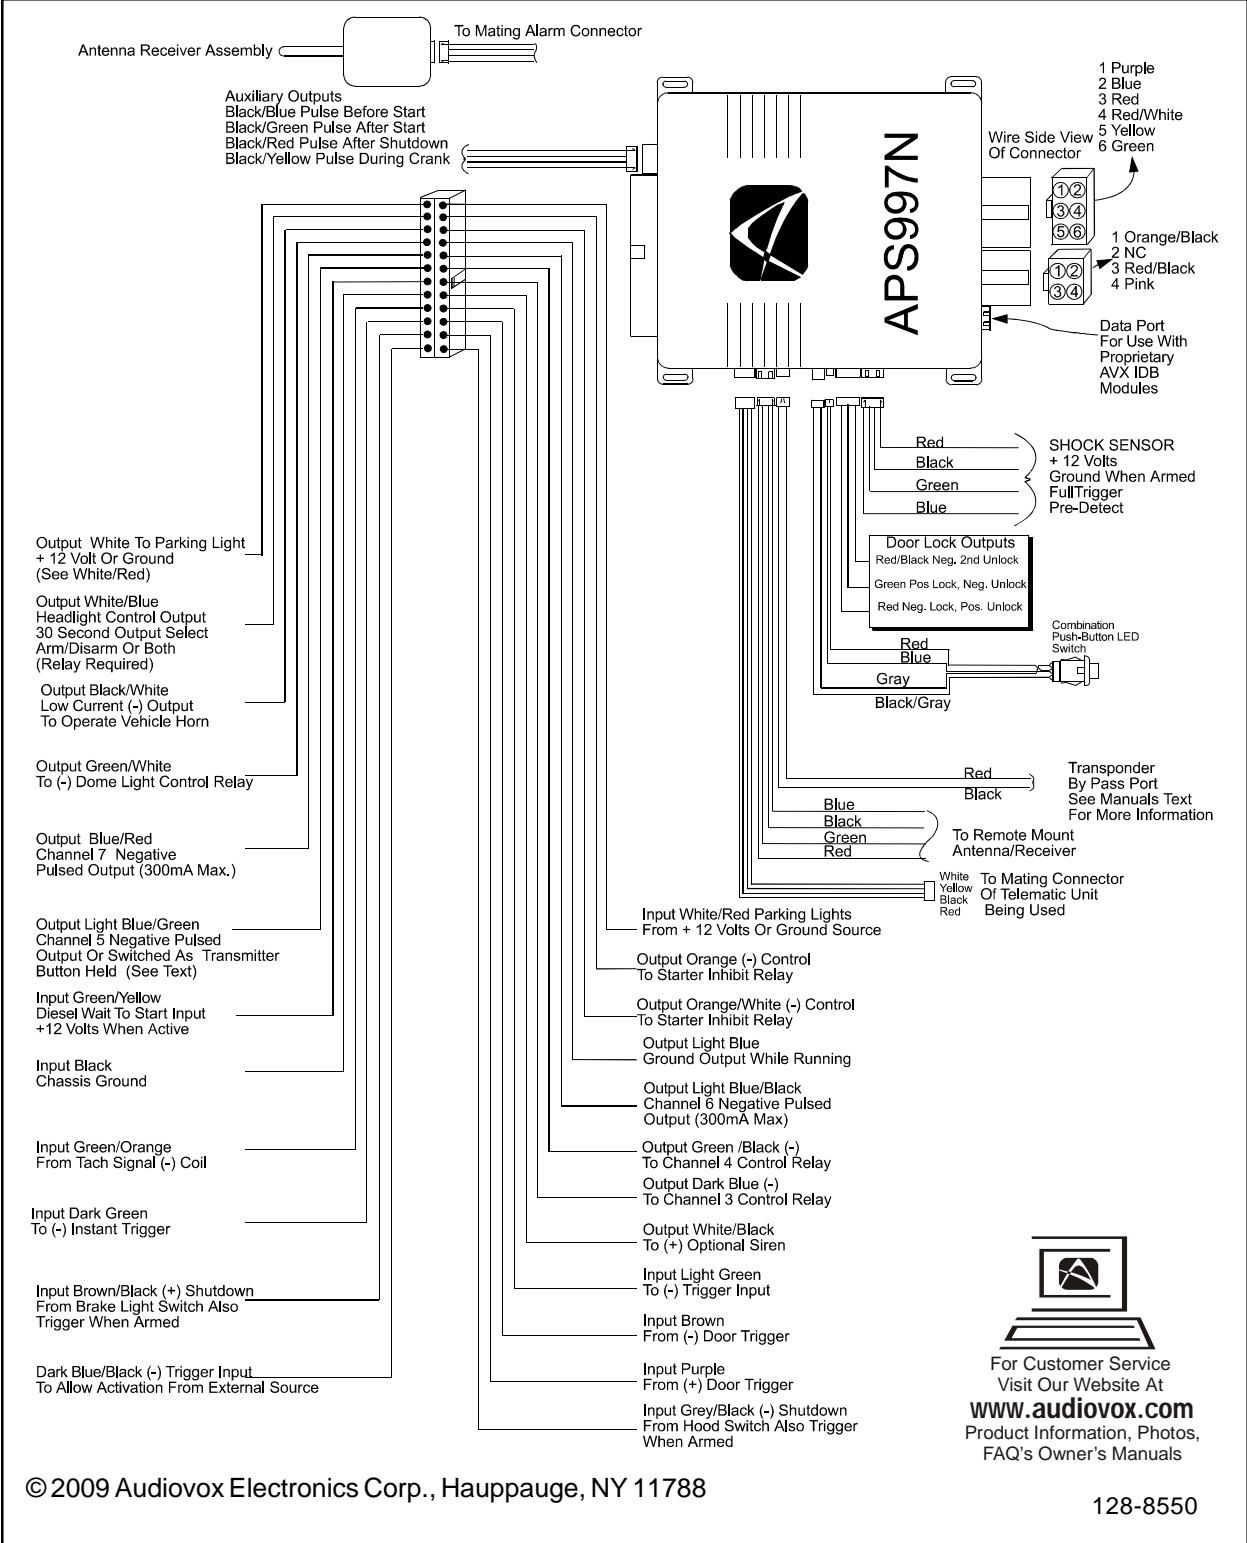 Antenna Receiver Assembly
To Mating Alarm Connector
Auxiliary Outputs
Black/Blue Pulse Before Start
Black/Green Pulse After Start
Black/Red Pulse After Shutdown
Black/Yellow Pulse During Crank
APS997N
1 Purple
2 Blue
3 Red
4 Red/White
5 Yellow
6 Green
Wire Side View
Of Connector
1 2
3 4
5 6
1 Orange/Black
2 NC
3 Red/Black
4 Pink
1 2
3 4
Data Port
For Use With
Proprietary
AVX IDB
Modules
Red
Black
Green
Blue
SHOCK SENSOR
+ 12 Volts
Ground When Armed
FullTrigger
Pre-Detect
Door Lock Outputs
Red/Black Neg. 2nd Unlock
Green Pos Lock, Neg. Unlock
Red Neg. Lock, Pos. Unlock
Combination
Push-Button LED
Switch
Red
Blue
Gray
Black/Gray
Red
Black
Transponder
By Pass Port
See Manuals Text
For More Information
Blue
Black
Green
Red
To Remote Mount
Antenna/Receiver
White
Yellow
Black
Red
To Mating Connector
Of Telematic Unit
Being Used
Output White To Parking Light
+ 12 Volt Or Ground
(See White/Red)
Output White/Blue
Headlight Control Output
30 Second Output Select
Arm/Disarm Or Both
(Relay Required)
Output Black/White
Low Current (-) Output
To Operate Vehicle Horn
Output Green/White
To (-) Dome Light Control Relay
Output Blue/Red
Channel 7 Negative
Pulsed Output (300mA Max.)
Output Light Blue/Green
Channel 5 Negative Pulsed
Output Or Switched As Transmitter
Button Held (See Text)
Input Green/Yellow
Diesel Wait To Start Input
+12 Volts When Active
Input Black
Chassis Ground
Input Green/Orange
From Tach Signal (-) Coil
Input Dark Green
To (-) Instant Trigger
Input Brown/Black (+) Shutdown
From Brake Light Switch Also
Trigger When Armed
Dark Blue/Black (-) Trigger Input
To Allow Activation From External Source
Input White/Red Parking Lights
From + 12 Volts Or Ground Source
Output Orange (-) Control
To Starter Inhibit Relay
Output Orange/White (-) Control
To Starter Inhibit Relay
Output Light Blue
Ground Output While Running
Output Light Blue/Black
Channel 6 Negative Pulsed
Output (300mA Max)
Output Green /Black (-)
To Channel 4 Control Relay
Output Dark Blue (-)
To Channel 3 Control Relay
Output White/Black
To (+) Optional Siren
Input Light Green
To (-) Trigger Input
Input Brown
From (-) Door Trigger
Input Purple
From (+) Door Trigger
Input Grey/Black (-) Shutdown
From Hood Switch Also Trigger
When Armed
For Customer Service
Visit Our Website At
www.audiovox.com
Product Information, Photos,
FAQ's Owner's Manuals
© 2009 Audiovox Electronics Corp., Hauppauge, NY 11788
128-8550